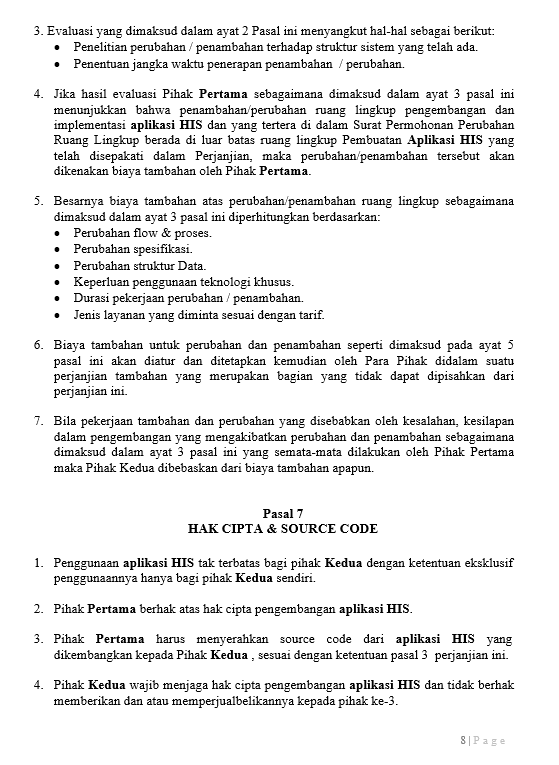 3. Evaluasi yang dimaksud dalam ayat 2 Pasal ini menyangkut hal-hal sebagai berikut:
• Penelitian perubahan / penambahan terhadap struktur sistem yang telah ada.
• Penentuan jangka waktu penerapan penambahan / perubahan.
4. Jika hasil evaluasi Pihak Pertama sebagaimana dimaksud dalam ayat 3 pasal ini
menunjukkan bahwa penambahan/perubahan ruang lingkup pengembangan dan
implementasi aplikasi HIS dan yang tertera di dalam Surat Permohonan Perubahan
Ruang Lingkup berada di luar batas ruang lingkup Pembuatan Aplikasi HIS yang
telah disepakati dalam Perjanjian, maka perubahan/penambahan tersebut akan
dikenakan biaya tambahan oleh Pihak Pertama.
5. Besarnya biaya tambahan atas perubahan/penambahan ruang lingkup sebagaimana
dimaksud dalam ayat 3 pasal ini diperhitungkan berdasarkan:
• Perubahan flow & proses.
• Perubahan spesifikasi.
• Perubahan struktur Data.
• Keperluan penggunaan teknologi khusus.
• Durasi pekerjaan perubahan / penambahan.
• Jenis layanan yang diminta sesuai dengan tarif.
6. Biaya tambahan untuk perubahan dan penambahan seperti dimaksud pada ayat 5
pasal ini akan diatur dan ditetapkan kemudian oleh Para Pihak didalam suatu
perjanjian tambahan yang merupakan bagian yang tidak dapat dipisahkan dari
perjanjian ini.
7. Bila pekerjaan tambahan dan perubahan yang disebabkan oleh kesalahan, kesilapan
dalam pengembangan yang mengakibatkan perubahan dan penambahan sebagaimana
dimaksud dalam ayat 3 pasal ini yang semata-mata dilakukan oleh Pihak Pertama
maka Pihak Kedua dibebaskan dari biaya tambahan apapun.
Pasal 7
HAK CIPTA & SOURCE CODE
1. Penggunaan aplikasi HIS tak terbatas bagi pihak Kedua dengan ketentuan eksklusif
penggunaannya hanya bagi pihak Kedua sendiri.
2. Pihak Pertama berhak atas hak cipta pengembangan aplikasi HIS.
3. Pihak Pertama harus menyerahkan source code dari aplikasi HIS yang
dikembangkan kepada Pihak Kedua , sesuai dengan ketentuan pasal 3 perjanjian ini.
4. Pihak Kedua wajib menjaga hak cipta pengembangan aplikasi HIS dan tidak berhak
memberikan dan atau memperjualbelikannya kepada pihak ke-3.
8 | Page